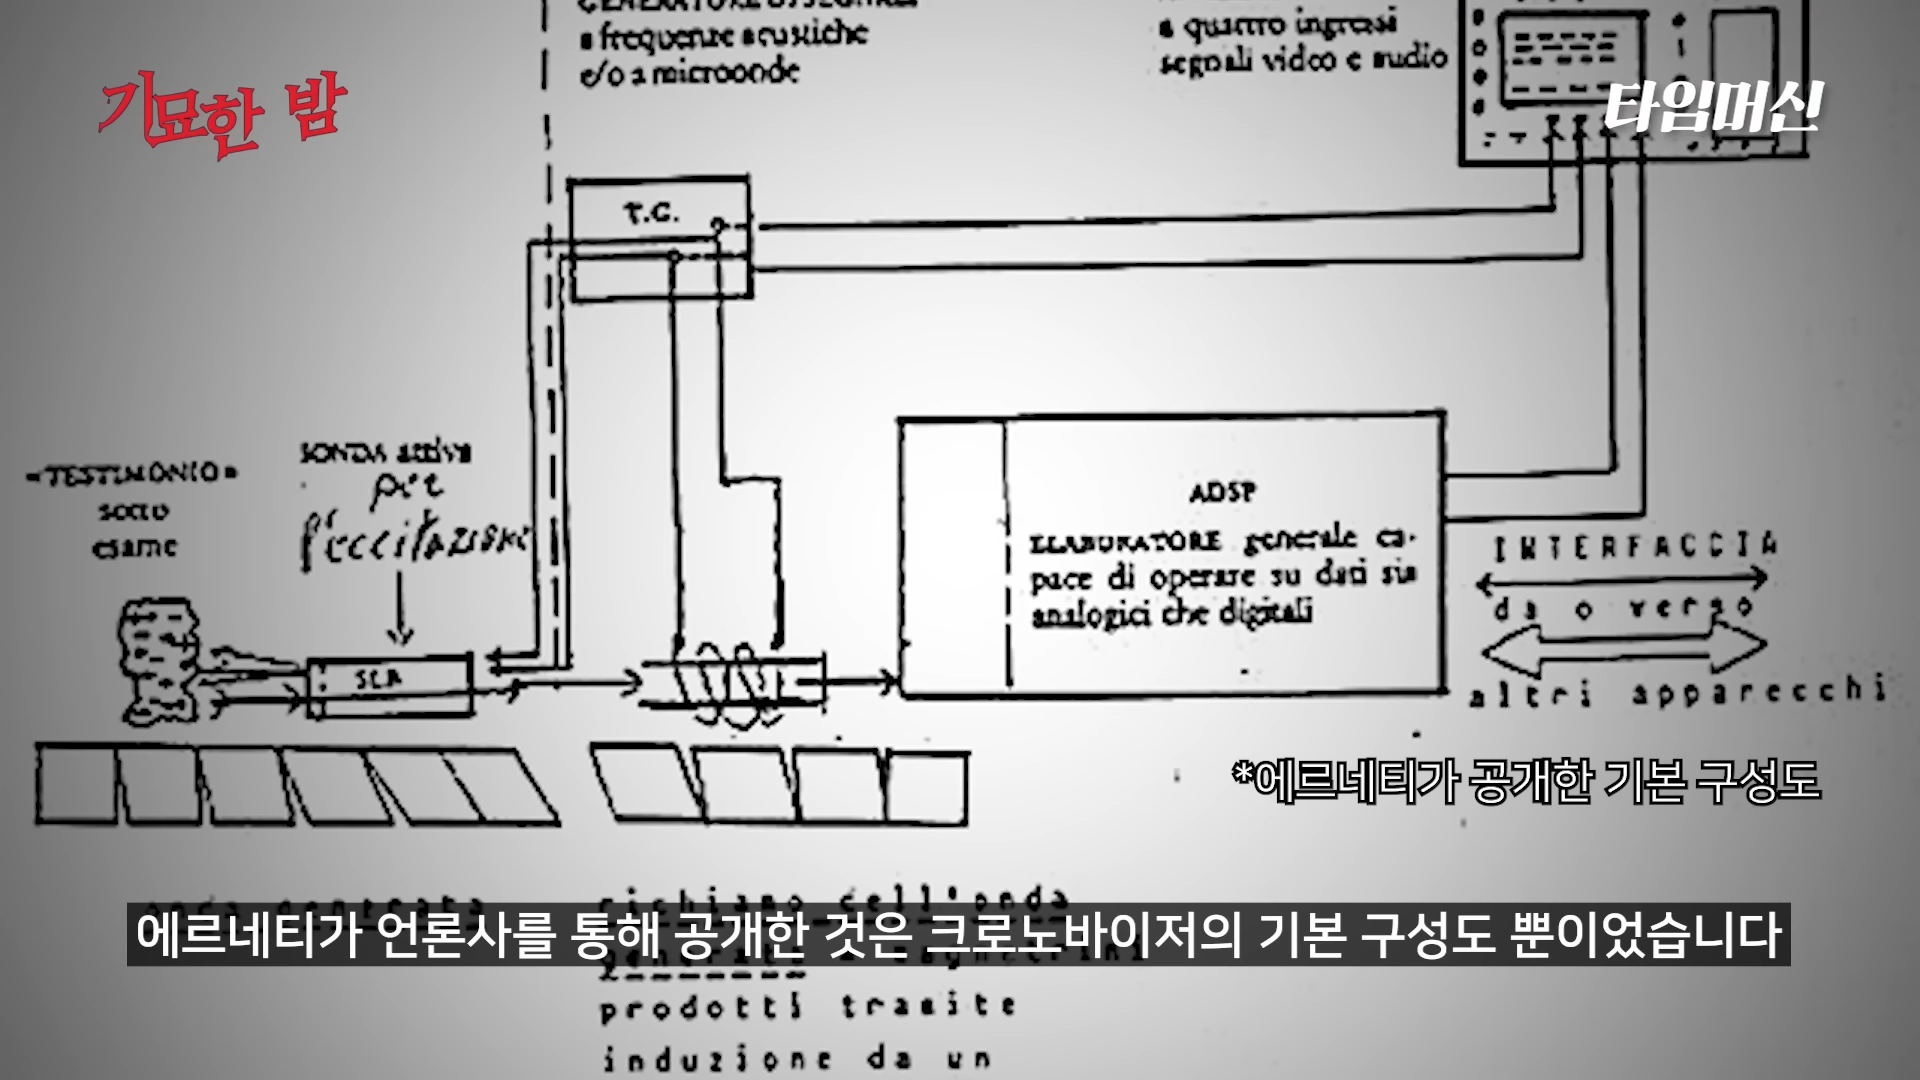 a frequenze acustiche
e/o a microonde
a quattro ingressi
segnali video e audio
기묘한 밤
타임머신
T.G.
«TESTIMONIO»
sotto
esame
SONDA attiva
per
l'eccitazione
ADSP
ELABORATORE generale ca-
pace di operare su dati sia
analogici che digitali
INTERFACCIA
da o verso
altri apparecchi
*에르네티가 공개한 기본 구성도
richiamo dell'onda
에르네티가 언론사를 통해 공개한 것은 크로노바이저의 기본 구성도 뿐이었습니다
prodotti tramite
induzione da un